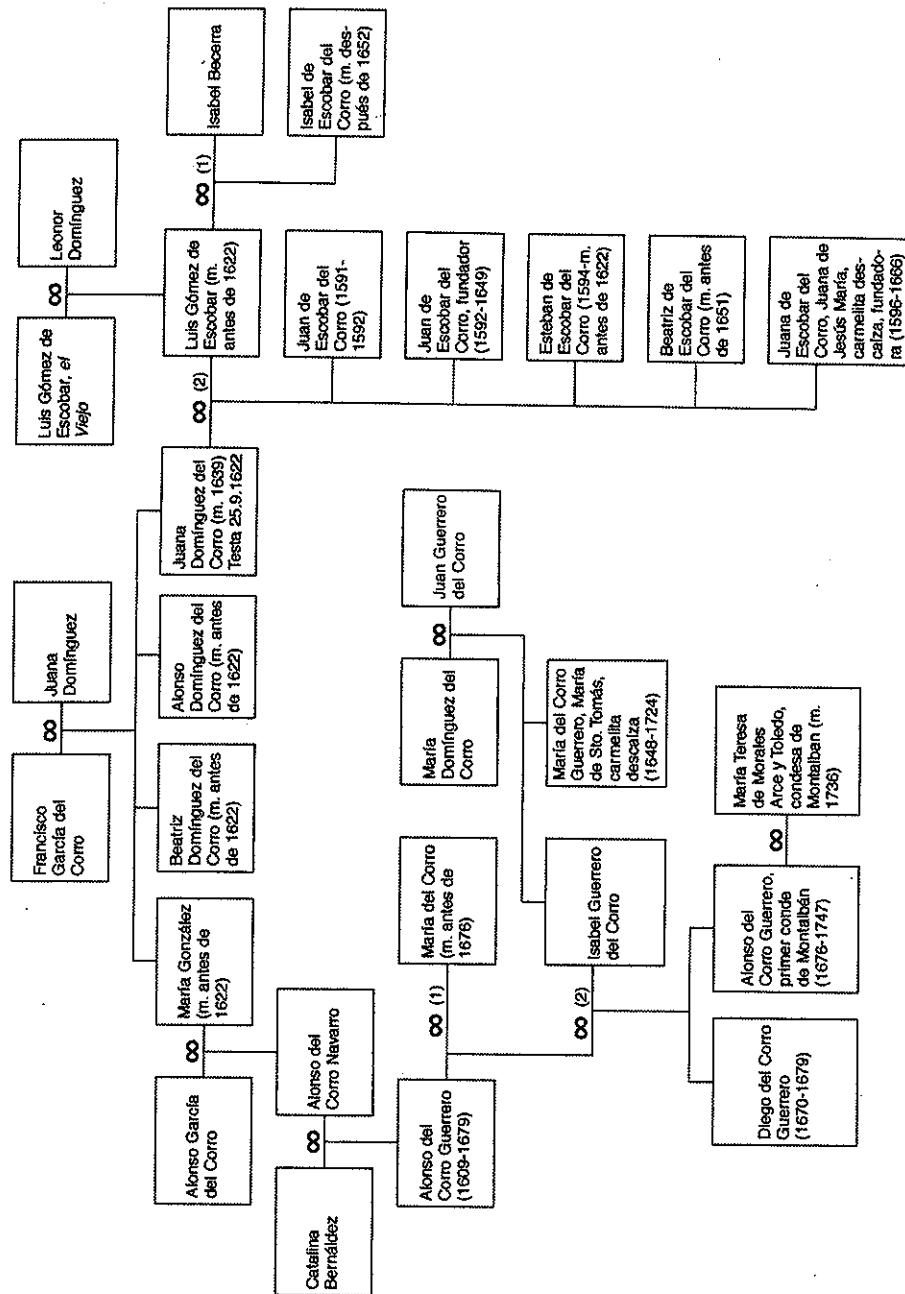 Francisco
García del
Corro
∞
Juana
Domínguez
Luis Gómez de
Escobar, el
Viejo
∞
Leonor
Domínguez
Alonso García
del Corro
∞
María González
(m. antes de
1622)
Beatriz
Domínguez del
Corro (m. antes
de 1622)
Alonso
Domínguez del
Corro (m. antes
de 1622)
Juana
Domínguez del
Corro (m. 1639)
Testa 25.9.1622
∞ (2)
Luis Gómez de
Escobar (m.
antes de 1622)
∞ (1)
Isabel Becerra
Catalina
Bernáldez
∞
Alonso del
Corro Navarro
Juan de
Escobar del
Corro (1591-
1592)
Isabel de
Escobar del
Corro (m. des-
pués de 1652)
Juan de
Escobar del
Corro, fundador
(1592-1649)
Esteban de
Escobar del
Corro (1594-m.
antes de 1622)
Beatriz de
Escobar del
Corro (m. antes
de 1651)
Juana de
Escobar del
Corro, Juana de
Jesús María,
carmelita des-
calza, fundado-
ra (1596-1686)
Alonso del
Corro Guerrero
(1609-1679)
∞ (1)
María del Corro
(m. antes de
1676)
María
Domínguez del
Corro
∞
Juan Guerrero
del Corro
∞ (2)
Isabel Guerrero
del Corro
María del Corro
Guerrero, María
de Sto. Tomás,
carmelita
descalza
(1648-1724)
Diego del Corro
Guerrero
(1670-1679)
Alonso del
Corro Guerrero,
primer conde
de Montalbán
(1676-1747)
∞
María Teresa
de Morales
Arce y Toledo,
condesa de
Montalban (m.
1736)